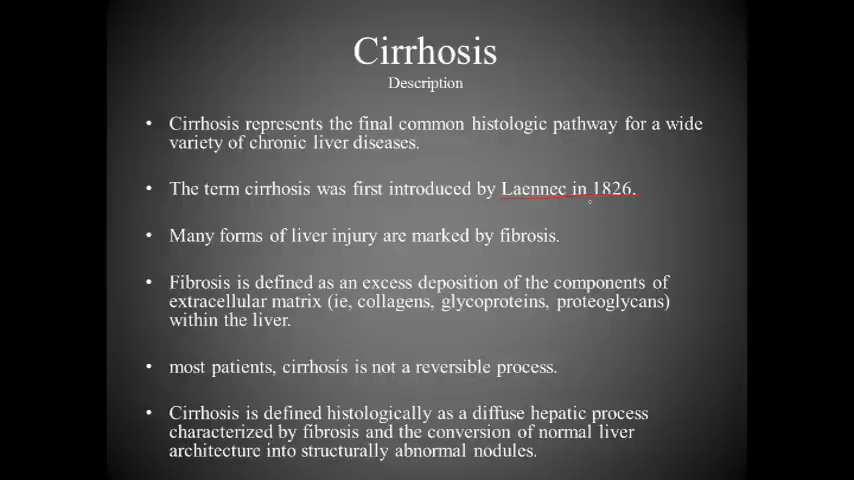 Cirrhosis
Description
• Cirrhosis represents the final common histologic pathway for a wide
variety of chronic liver diseases.
• The term cirrhosis was first introduced by Laennec in 1826.
• Many forms of liver injury are marked by fibrosis.
• Fibrosis is defined as an excess deposition of the components of
extracellular matrix (ie, collagens, glycoproteins, proteoglycans)
within the liver.
• most patients, cirrhosis is not a reversible process.
• Cirrhosis is defined histologically as a diffuse hepatic process
characterized by fibrosis and the conversion of normal liver
architecture into structurally abnormal nodules.